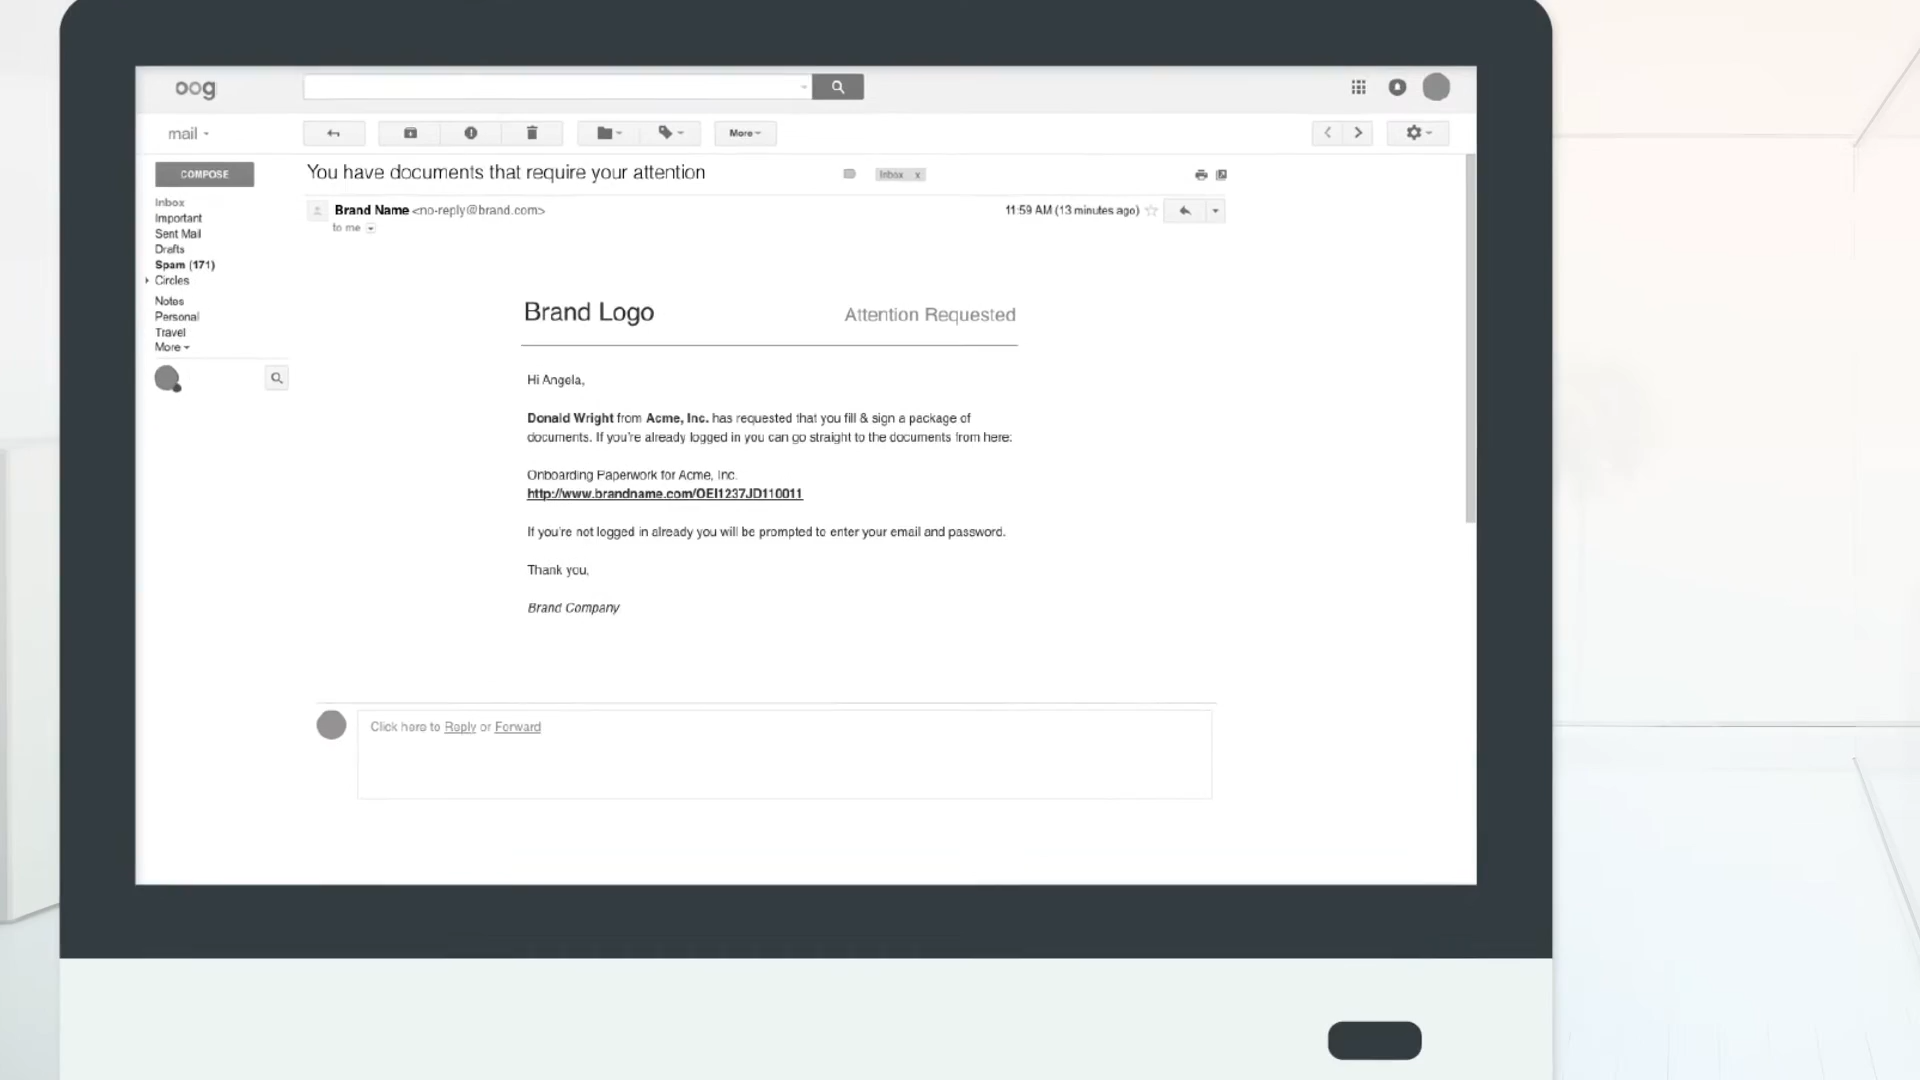 oog
mail
More
COMPOSE
Inbox
Important
Sent Mail
Drafts
Spam (171)
Circles
Notes
Personal
Travel
More
You have documents that require your attention
Inbox x
Brand Name <no-reply@brand.com>
11:59 AM (13 minutes ago)
to me
Brand Logo
Attention Requested
Hi Angela,
Donald Wright from Acme, Inc. has requested that you fill & sign a package of
documents. If you're already logged in you can go straight to the documents from here:
Onboarding Paperwork for Acme, Inc.
http://www.brandname.com/OEI1237JD110011
If you're not logged in already you will be prompted to enter your email and password.
Thank you,
Brand Company
Click here to Reply or Forward